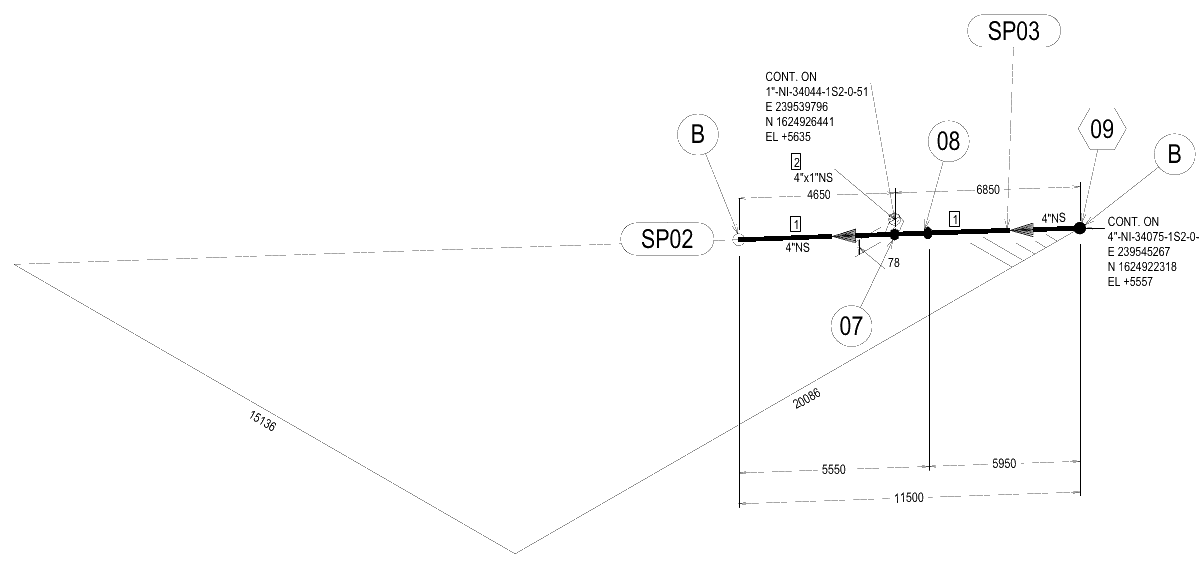 SP03
CONT. ON
1"-NI-34044-1S2-0-51
E 239539796
N 1624926441
EL +5635
B
08
09
B
2
4"x1"NS
4650
6850
1
1
4"NS
SP02
4"NS
78
CONT. ON
4"-NI-34075-1S2-0-
E 239545267
N 1624922318
EL +5557
07
20086
15136
5550
5950
11500